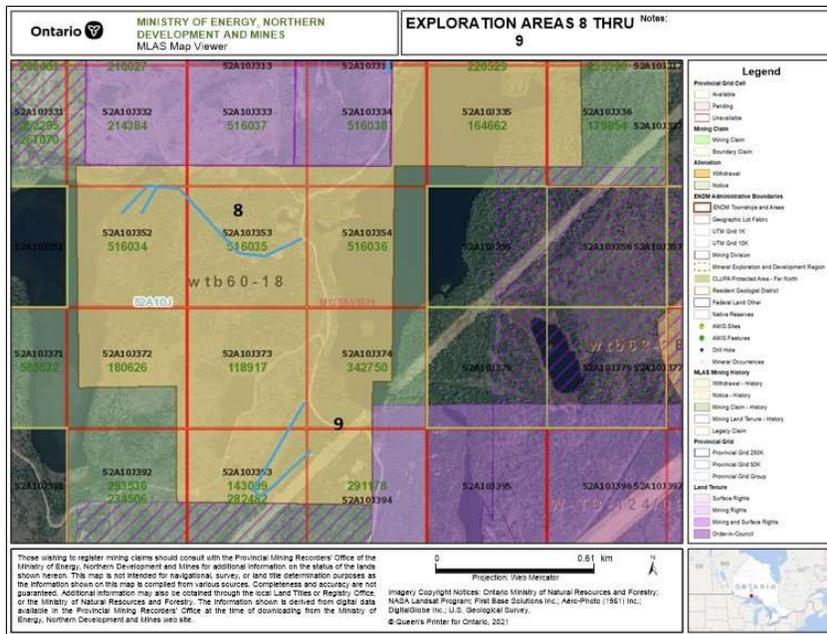 Ontario
MINISTRY OF ENERGY, NORTHERN
DEVELOPMENT AND MINES
MLAS Map Viewer
EXPLORATION AREAS 8 THRU
9
Notes:
52A10J313
52A10J331
52A10J332
214384
52A10J333
516037
52A10J334
516038
52A10J335
164662
52A10J336
139854
8
52A10J352
516034
52A10J353
516035
52A10J354
516036
wtb60-18
MCTAVISH
52A10J
52A10J371
52A10J372
180626
52A10J373
118917
52A10J374
342750
9
52A10J392
293536
234506
52A10J393
282482
291178
52A10J394
52A10J395
Legend
Provincial Grid Cell
Available
Pending
Unavailable
Mining Claim
Mining Claim
Boundary Claim
Alienation
Withdrawal
Notice
ENDM Administrative Boundaries
ENDM Townships and Areas
Geographic Lot Fabric
UTM Grid 1K
UTM Grid 10K
Mining Division
Mineral Exploration and Development Region
CLUPA Protected Area - Far North
Resident Geologist District
Federal Land Other
Native Reserves
AMIS Sites
AMIS Features
Drill Hole
Mineral Occurrences
MLAS Mining History
Withdrawal - History
Notice - History
Mining Claim - History
Mining Land Tenure - History
Legacy Claim
Provincial Grid
Provincial Grid 250K
Provincial Grid 50K
Provincial Grid Group
Land Tenure
Surface Rights
Mining Rights
Mining and Surface Rights
Order-in-Council
Those wishing to register mining claims should consult with the Provincial Mining Recorders' Office of the
Ministry of Energy, Northern Development and Mines for additional information on the status of the lands
shown hereon. This map is not intended for navigational, survey, or land title determination purposes as
the information shown on this map is compiled from various sources. Completeness and accuracy are not
guaranteed. Additional information may also be obtained through the local Land Titles or Registry Office,
or the Ministry of Natural Resources and Forestry. The information shown is derived from digital data
available in the Provincial Mining Recorders' Office at the time of downloading from the Ministry of
Energy, Northern Development and Mines web site.
0
0.61 km
N
Projection: Web Mercator
Imagery Copyright Notices: Ontario Ministry of Natural Resources and Forestry;
NASA Landsat Program; First Base Solutions Inc.; Aéro-Photo (1961) Inc.;
DigitalGlobe Inc.; U.S. Geological Survey.
© Queen's Printer for Ontario, 2021
ONTARIO